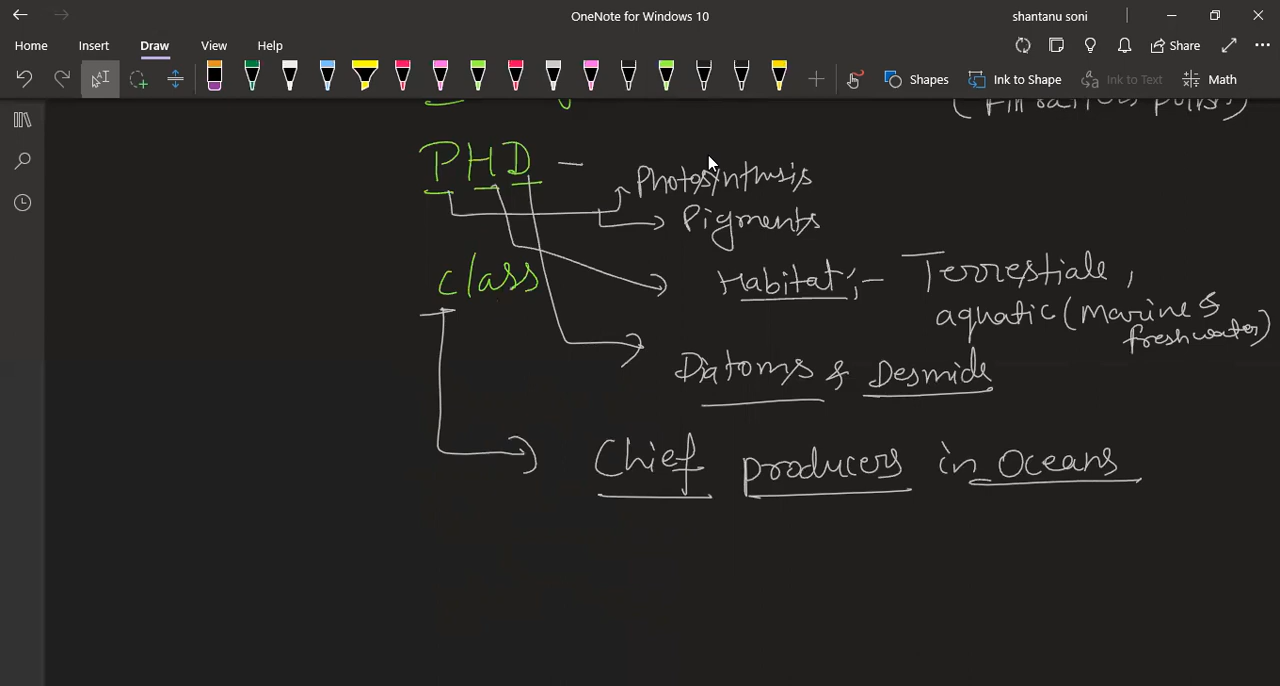 OneNote for Windows 10
shantanu soni
Home Insert Draw View Help
Share
Shapes Ink to Shape Ink to Text Math
PHD - Photosynthesis
Pigments
class
Habitat ;- Terrestiale,
aquatic (Marine &
freshwater)
Diatoms & Desmids
Chief producers in Oceans